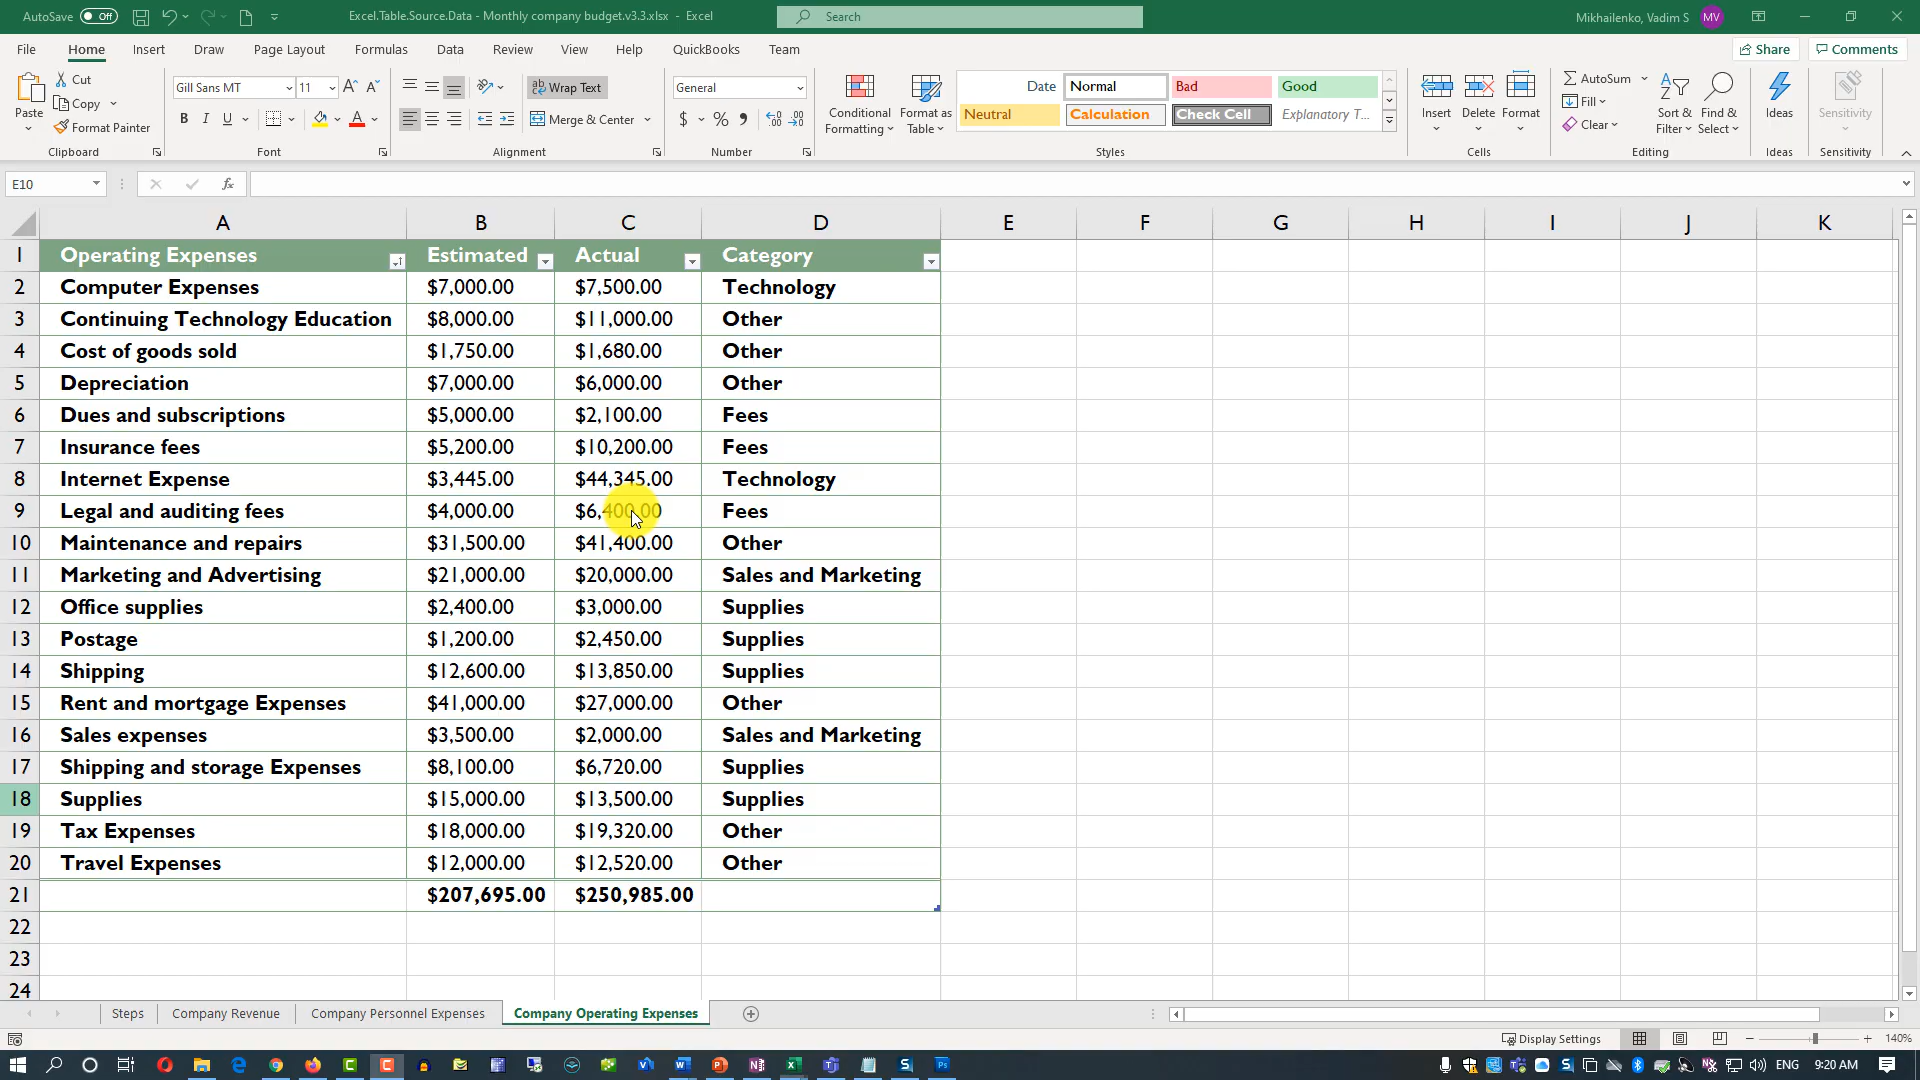 AutoSave Off Excel.Table.Source.Data - Monthly company budget.v3.3.xlsx - Excel Search Mikhailenko, Vadim S MV
File Home Insert Draw Page Layout Formulas Data Review View Help QuickBooks Team Share Comments
Paste Cut Copy Format Painter Clipboard
Gill Sans MT 11 B I U Font
Wrap Text Merge & Center Alignment
General $ % Number
Conditional Formatting Format as Table
Date Normal Bad Good
Neutral Calculation Check Cell Explanatory T...
Styles
Insert Delete Format Cells
AutoSum Fill Clear Sort & Filter Find & Select Editing
Ideas Ideas
Sensitivity Sensitivity
E10 fx
A B C D E F G H I J K
1 Operating Expenses Estimated Actual Category
2 Computer Expenses $7,000.00 $7,500.00 Technology
3 Continuing Technology Education $8,000.00 $11,000.00 Other
4 Cost of goods sold $1,750.00 $1,680.00 Other
5 Depreciation $7,000.00 $6,000.00 Other
6 Dues and subscriptions $5,000.00 $2,100.00 Fees
7 Insurance fees $5,200.00 $10,200.00 Fees
8 Internet Expense $3,445.00 $44,345.00 Technology
9 Legal and auditing fees $4,000.00 $6,400.00 Fees
10 Maintenance and repairs $31,500.00 $41,400.00 Other
11 Marketing and Advertising $21,000.00 $20,000.00 Sales and Marketing
12 Office supplies $2,400.00 $3,000.00 Supplies
13 Postage $1,200.00 $2,450.00 Supplies
14 Shipping $12,600.00 $13,850.00 Supplies
15 Rent and mortgage Expenses $41,000.00 $27,000.00 Other
16 Sales expenses $3,500.00 $2,000.00 Sales and Marketing
17 Shipping and storage Expenses $8,100.00 $6,720.00 Supplies
18 Supplies $15,000.00 $13,500.00 Supplies
19 Tax Expenses $18,000.00 $19,320.00 Other
20 Travel Expenses $12,000.00 $12,520.00 Other
21 $207,695.00 $250,985.00
22
23
24
Steps Company Revenue Company Personnel Expenses Company Operating Expenses
Display Settings 140%
ENG 9:20 AM